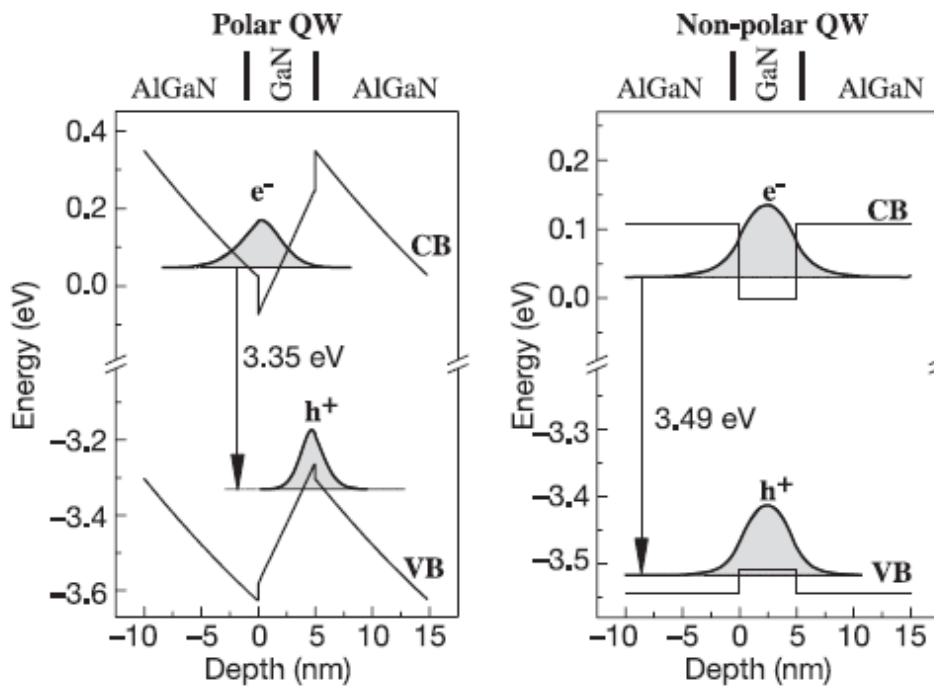 Polar QW
AlGaN
GaN
AlGaN
0.4
0.2
0.0
−3.2
−3.4
−3.6
Energy (eV)
e⁻
CB
3.35 eV
h⁺
VB
−10
−5
0
5
10
15
Depth (nm)
Non-polar QW
AlGaN
GaN
AlGaN
0.2
0.1
0.0
−3.3
−3.4
−3.5
Energy (eV)
e⁻
CB
3.49 eV
h⁺
VB
−10
−5
0
5
10
15
Depth (nm)